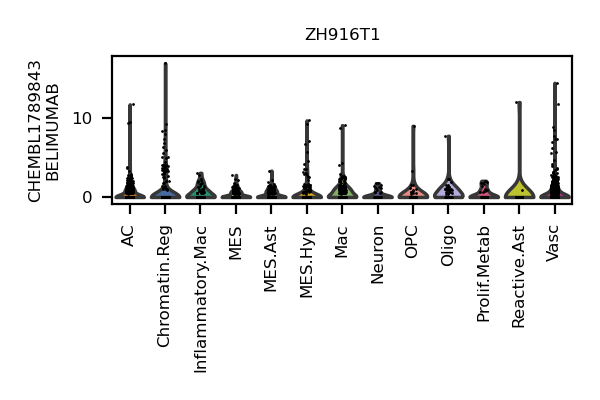 ZH916T1
CHEMBL1789843
BELIMUMAB
10
0
AC
Chromatin.Reg
Inflammatory.Mac
MES
MES.Ast
MES.Hyp
Mac
Neuron
OPC
Oligo
Prolif.Metab
Reactive.Ast
Vasc